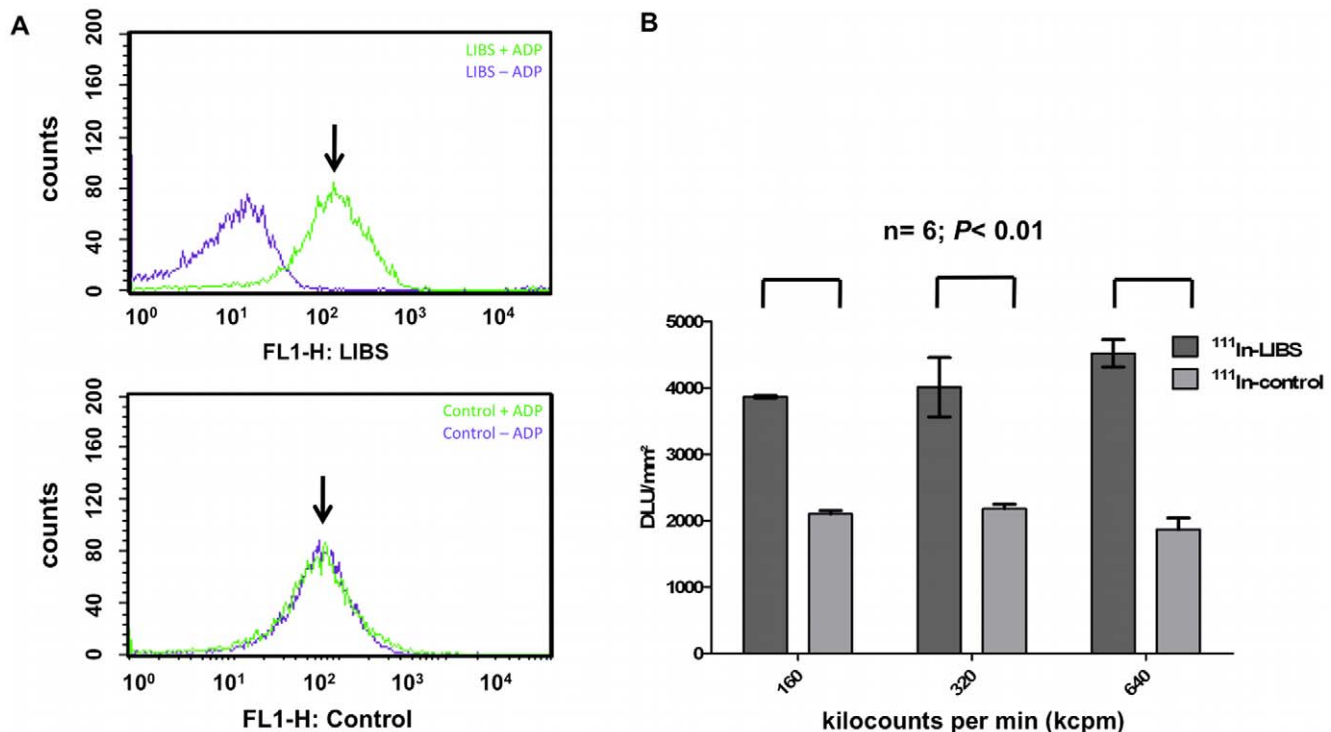 A
200
160
120
80
40
0
counts
LIBS + ADP
LIBS – ADP
10⁰ 10¹ 10² 10³ 10⁴
FL1-H: LIBS
200
160
120
80
40
0
counts
Control + ADP
Control – ADP
10⁰ 10¹ 10² 10³ 10⁴
FL1-H: Control
B
n= 6; P< 0.01
5000
4000
3000
2000
1000
0
DLU/mm²
¹¹¹In-LIBS
¹¹¹In-control
160 320 640
kilocounts per min (kcpm)